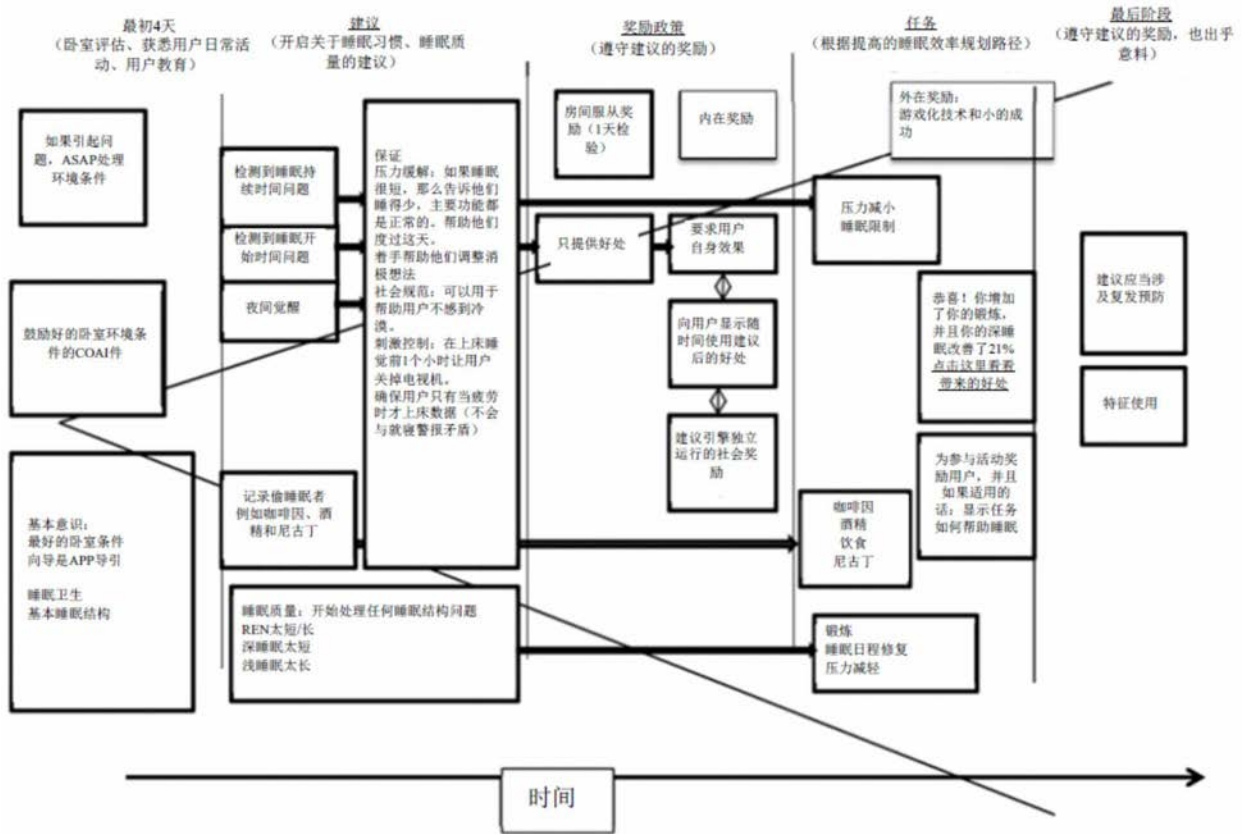 最初4天
（卧室评估、获悉用户日常活
动、用户教育）
建议
（开启关于睡眠习惯、睡眠质
量的建议）
奖励政策
（遵守建议的奖励）
任务
（根据提高的睡眠效率规划路径）
最后阶段
（遵守建议的奖励，也出乎
意料）
如果引起问
题，ASAP处理
环境条件
鼓励好的卧室环境条
件的COAI件
基本意识：
最好的卧室条件
向导是APP导引
睡眠卫生
基本睡眠结构
检测到睡眠持
续时间问题
检测到睡眠开
始时间问题
夜间觉醒
记录偷睡眠者
例如咖啡因、酒
精和尼古丁
保证
压力缓解：如果睡眠
很短，那么告诉他们
睡得少，主要功能都
是正常的。帮助他们
度过这天。
着手帮助他们调整消
极想法
社会规范：可以用于
帮助用户不感到冷
漠。
刺激控制：在上床睡
觉前1个小时让用户
关掉电视机。
确保用户只有当疲劳
时才上床数据（不会
与就寝警报矛盾）
睡眠质量：开始处理任何睡眠结构问题
REN太短/长
深睡眠太短
浅睡眠太长
房间服从奖
励（1天检
验）
内在奖励
只提供好处
要求用户
自身效果
向用户显示随
时间使用建议
后的好处
建议引擎独立
运行的社会奖
励
外在奖励：
游戏化技术和小的成
功
压力减小
睡眠限制
恭喜！你增加
了你的锻炼，
并且你的深睡
眠改善了21%
点击这里看看
带来的好处
为参与活动奖
励用户，并且
如果适用的
话：显示任务
如何帮助睡眠
咖啡因
酒精
饮食
尼古丁
锻炼
睡眠日程修复
压力减轻
建议应当涉
及复发预防
特征使用
时间